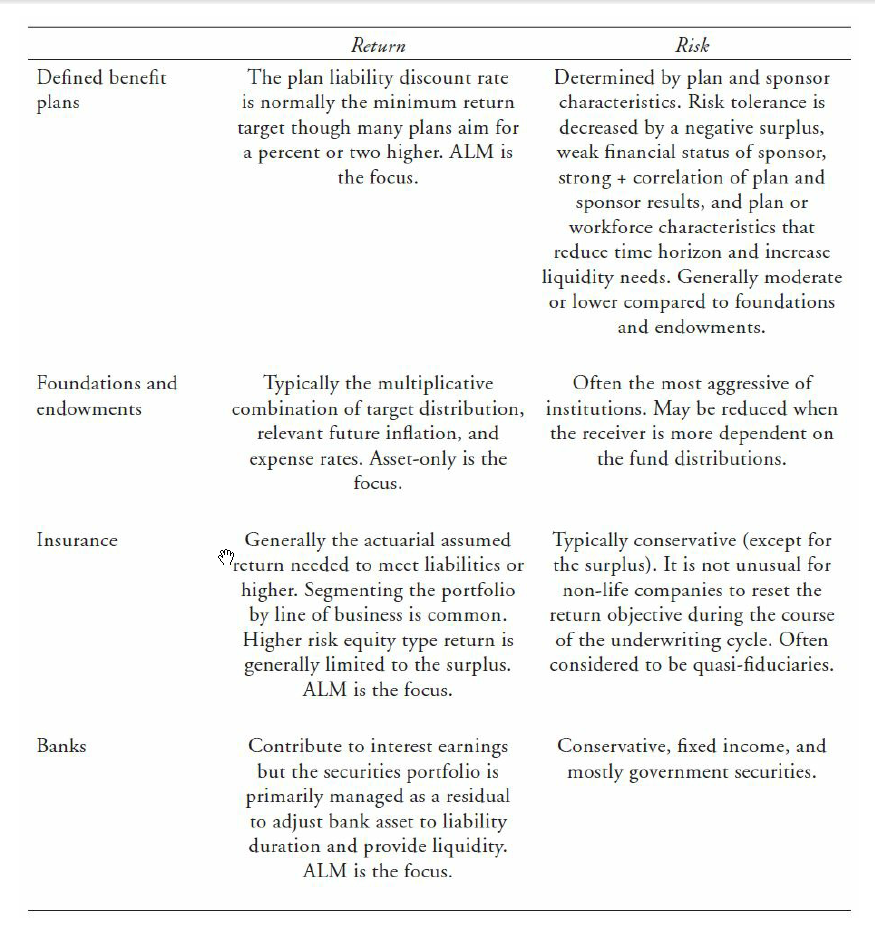 Return Risk
Defined benefit
plans
The plan liability discount rate
is normally the minimum return
target though many plans aim for
a percent or two higher. ALM is
the focus.
Determined by plan and sponsor
characteristics. Risk tolerance is
decreased by a negative surplus,
weak financial status of sponsor,
strong + correlation of plan and
sponsor results, and plan or
workforce characteristics that
reduce time horizon and increase
liquidity needs. Generally moderate
or lower compared to foundations
and endowments.
Foundations and
endowments
Typically the multiplicative
combination of target distribution,
relevant future inflation, and
expense rates. Asset-only is the
focus.
Often the most aggressive of
institutions. May be reduced when
the receiver is more dependent on
the fund distributions.
Insurance
Generally the actuarial assumed
return needed to meet liabilities or
higher. Segmenting the portfolio
by line of business is common.
Higher risk equity type return is
generally limited to the surplus.
ALM is the focus.
Typically conservative (except for
the surplus). It is not unusual for
non-life companies to reset the
return objective during the course
of the underwriting cycle. Often
considered to be quasi-fiduciaries.
Banks
Contribute to interest earnings
but the securities portfolio is
primarily managed as a residual
to adjust bank asset to liability
duration and provide liquidity.
ALM is the focus.
Conservative, fixed income, and
mostly government securities.